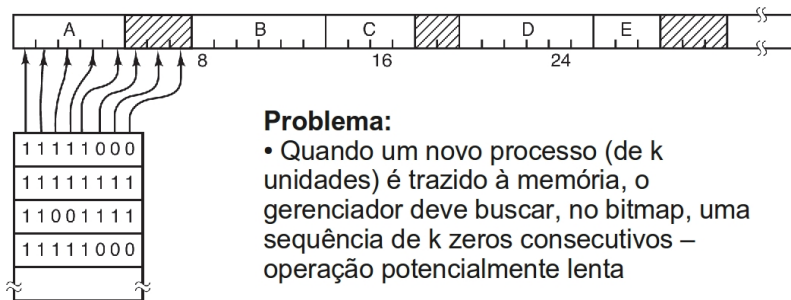 A B C D E
8 16 24
11111000
11111111
11001111
11111000
Problema:
• Quando um novo processo (de k
unidades) é trazido à memória, o
gerenciador deve buscar, no bitmap, uma
sequência de k zeros consecutivos –
operação potencialmente lenta